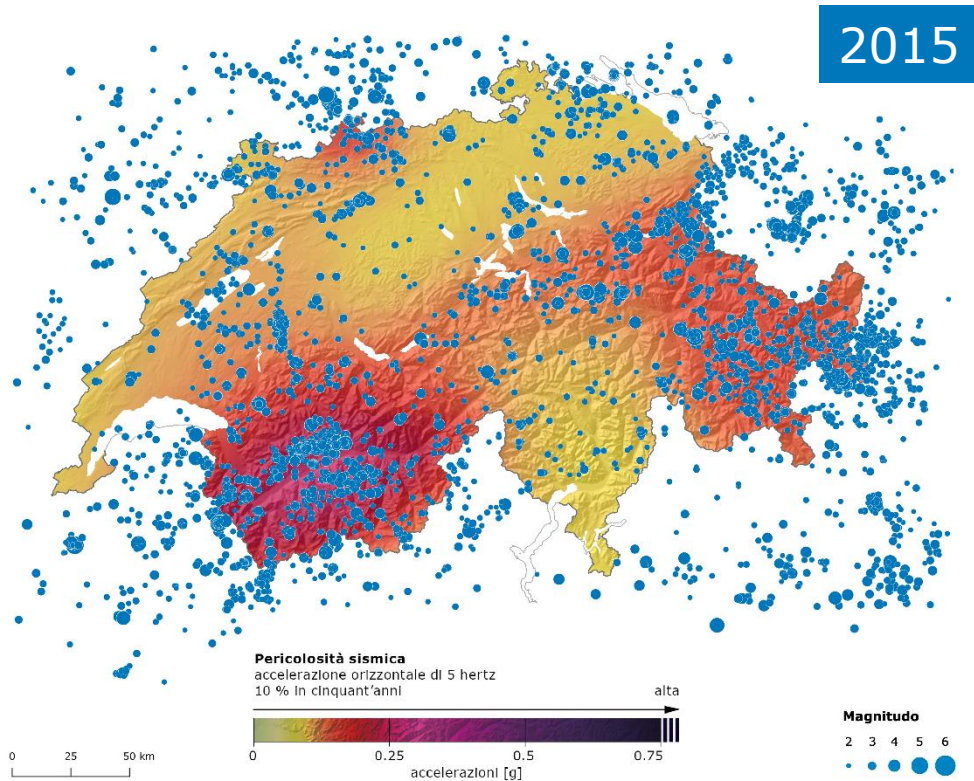 2015
Pericolosità sismica
accelerazione orizzontale di 5 hertz
10 % in cinquant'anni
alta
0 0.25 0.5 0.75
accelerazioni [g]
0 25 50 km
Magnitudo
2 3 4 5 6